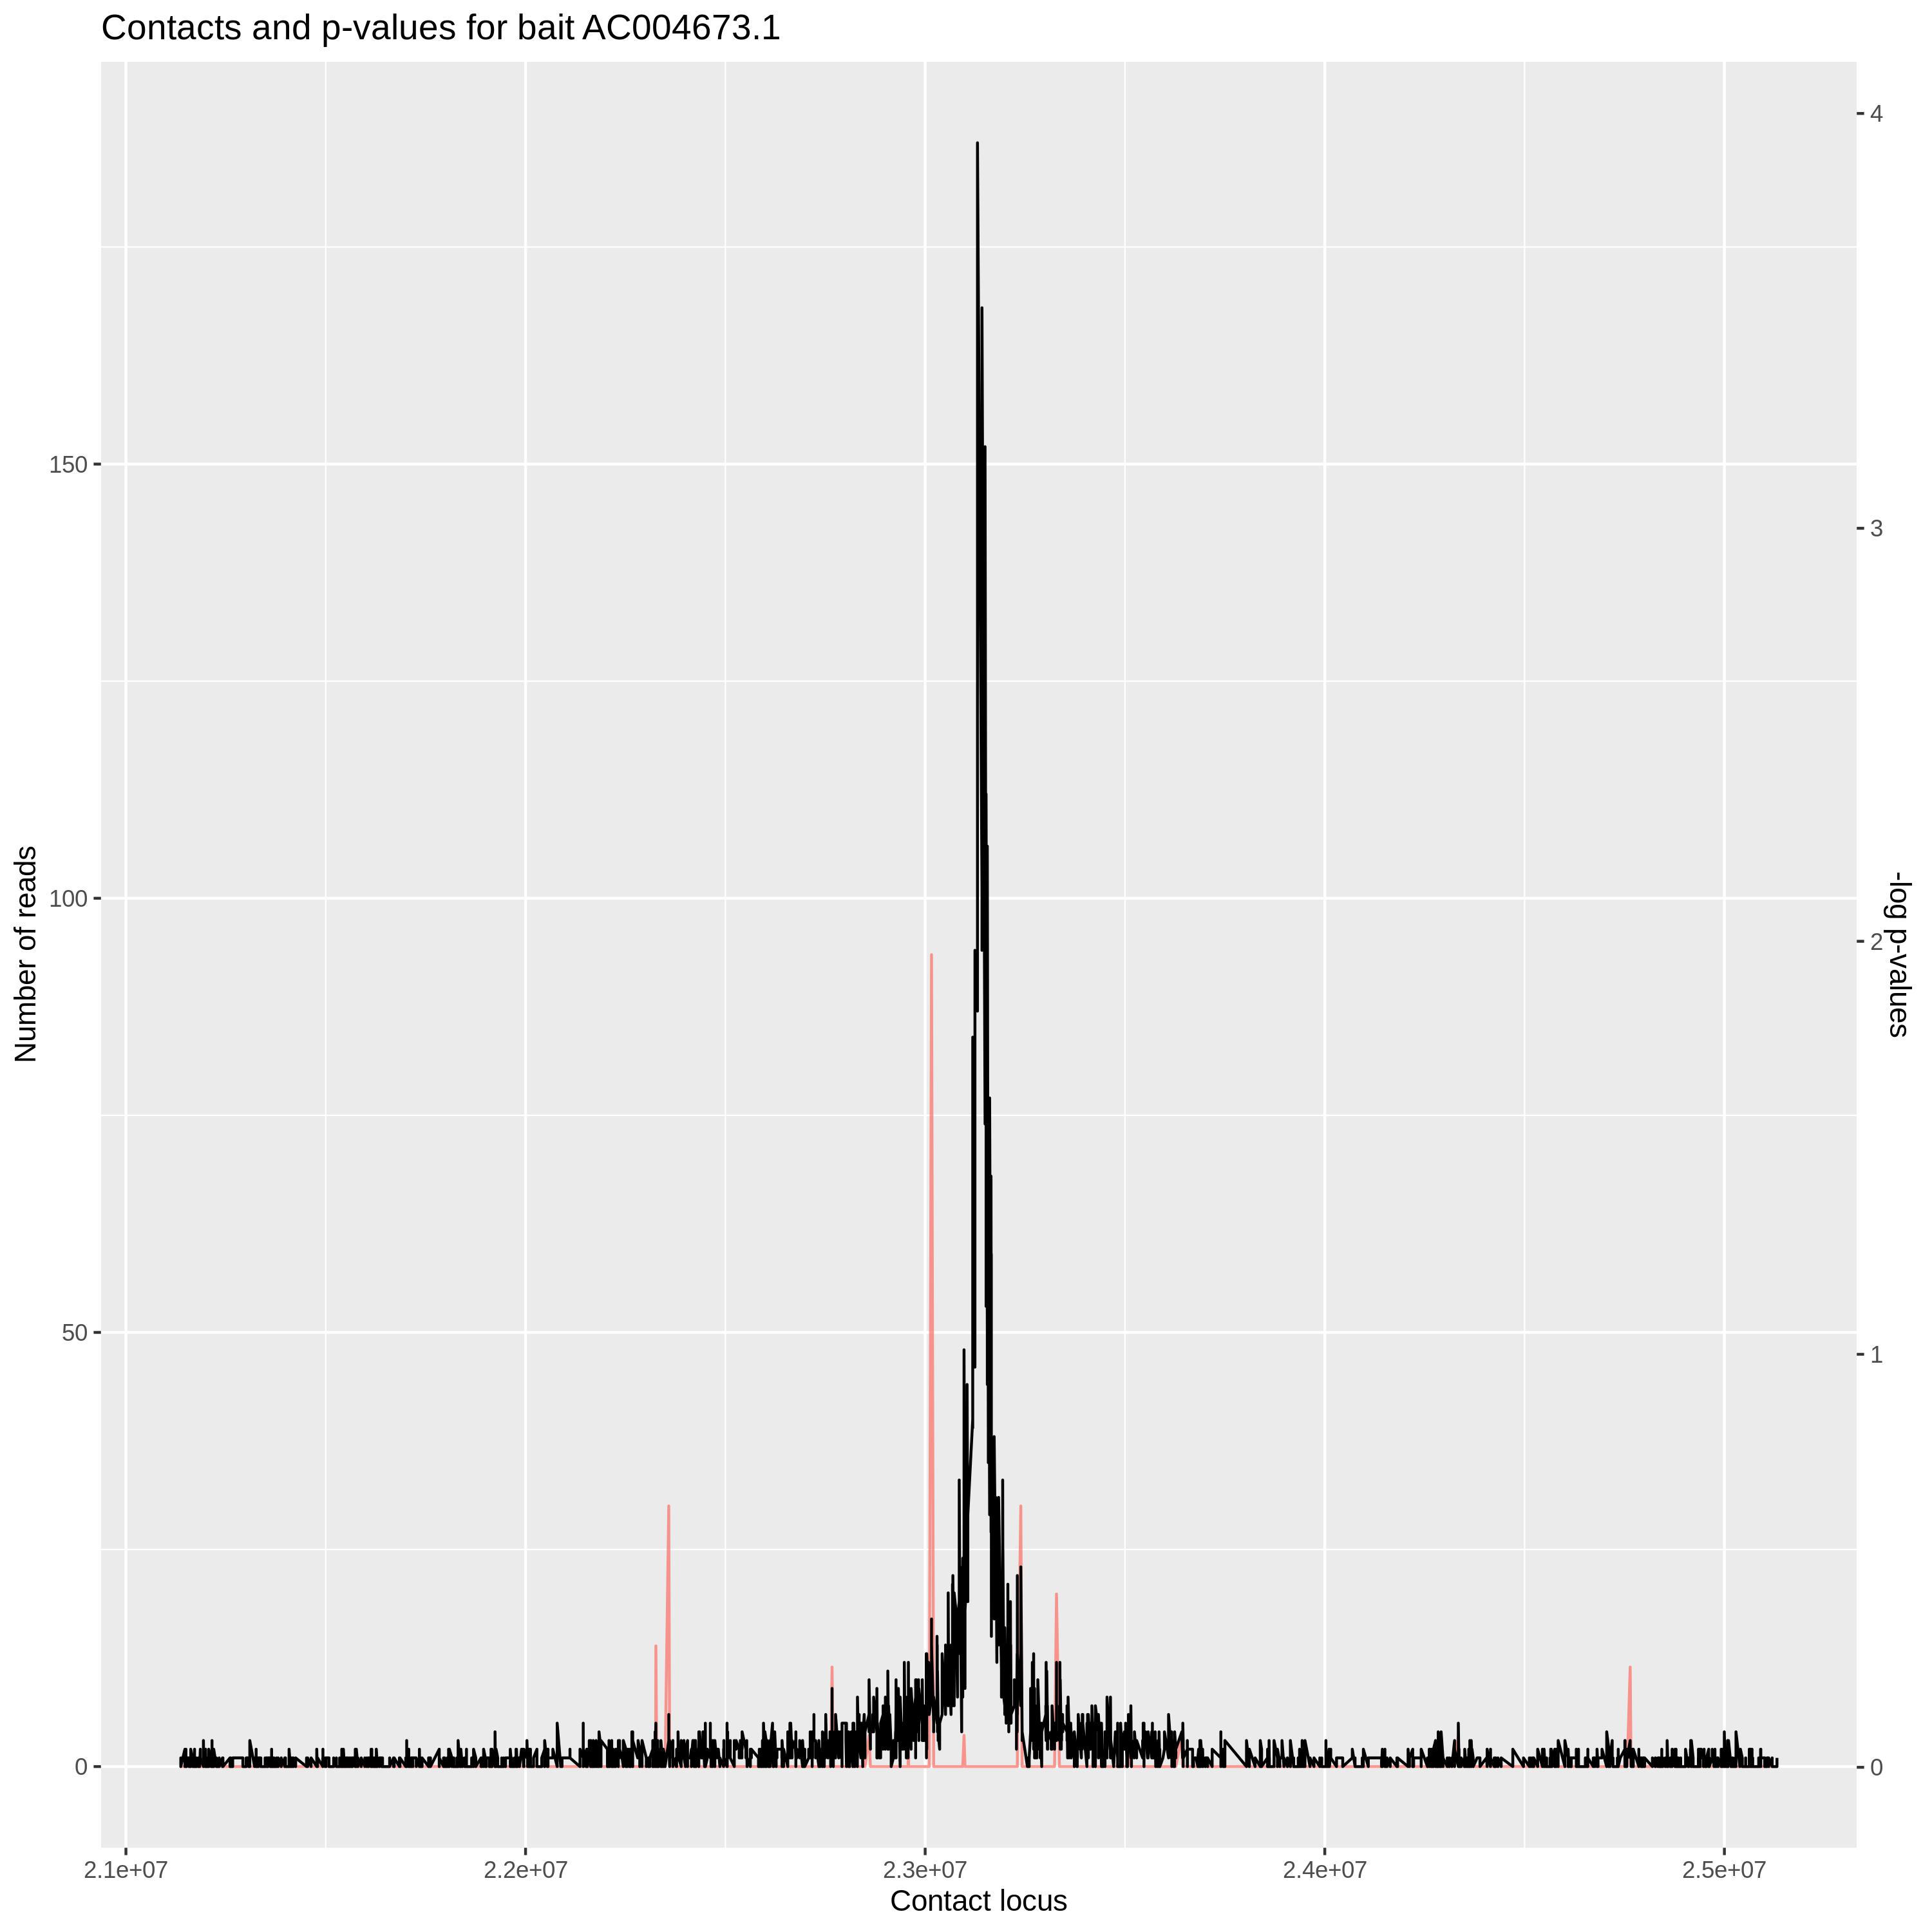 Contacts and p-values for bait AC004673.1
4
150
3
Number of reads
100
2
-log p-values
50
1
0
0
2.1e+07
2.2e+07
2.3e+07
2.4e+07
2.5e+07
Contact locus